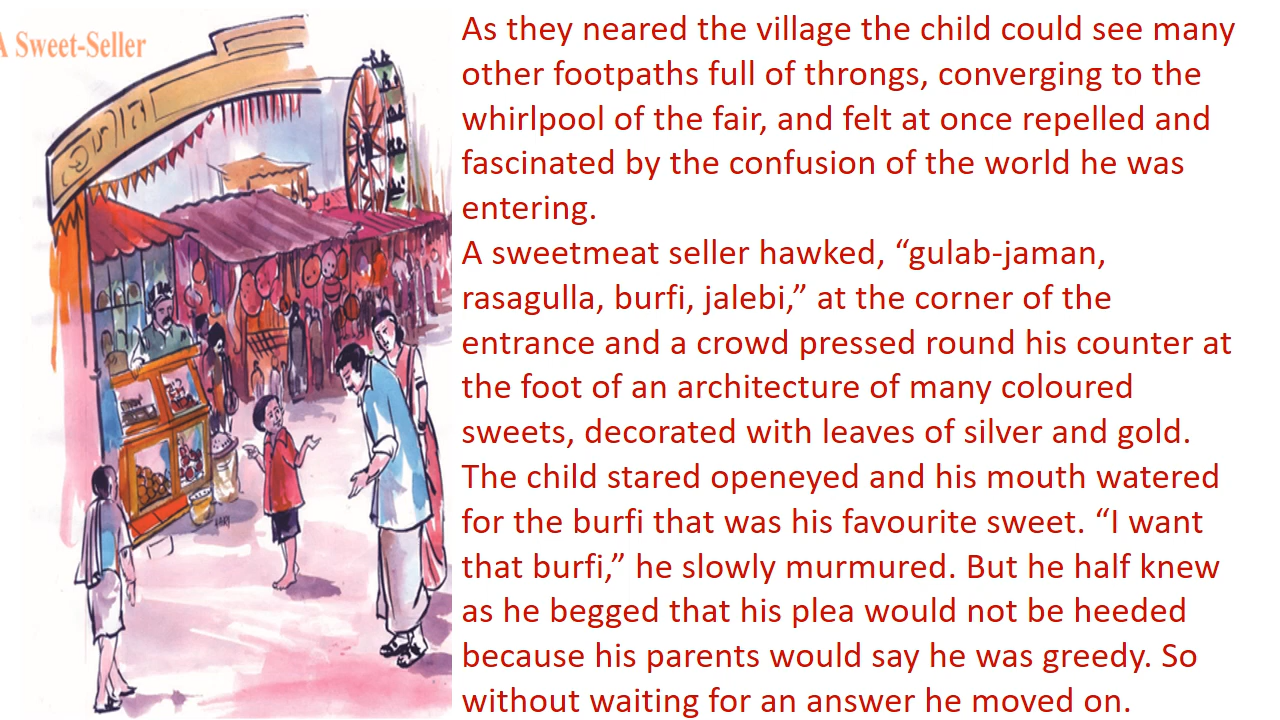 A Sweet-Seller
As they neared the village the child could see many
other footpaths full of throngs, converging to the
whirlpool of the fair, and felt at once repelled and
fascinated by the confusion of the world he was
entering.
A sweetmeat seller hawked, “gulab-jaman,
rasagulla, burfi, jalebi,” at the corner of the
entrance and a crowd pressed round his counter at
the foot of an architecture of many coloured
sweets, decorated with leaves of silver and gold.
The child stared openeyed and his mouth watered
for the burfi that was his favourite sweet. “I want
that burfi,” he slowly murmured. But he half knew
as he begged that his plea would not be heeded
because his parents would say he was greedy. So
without waiting for an answer he moved on.